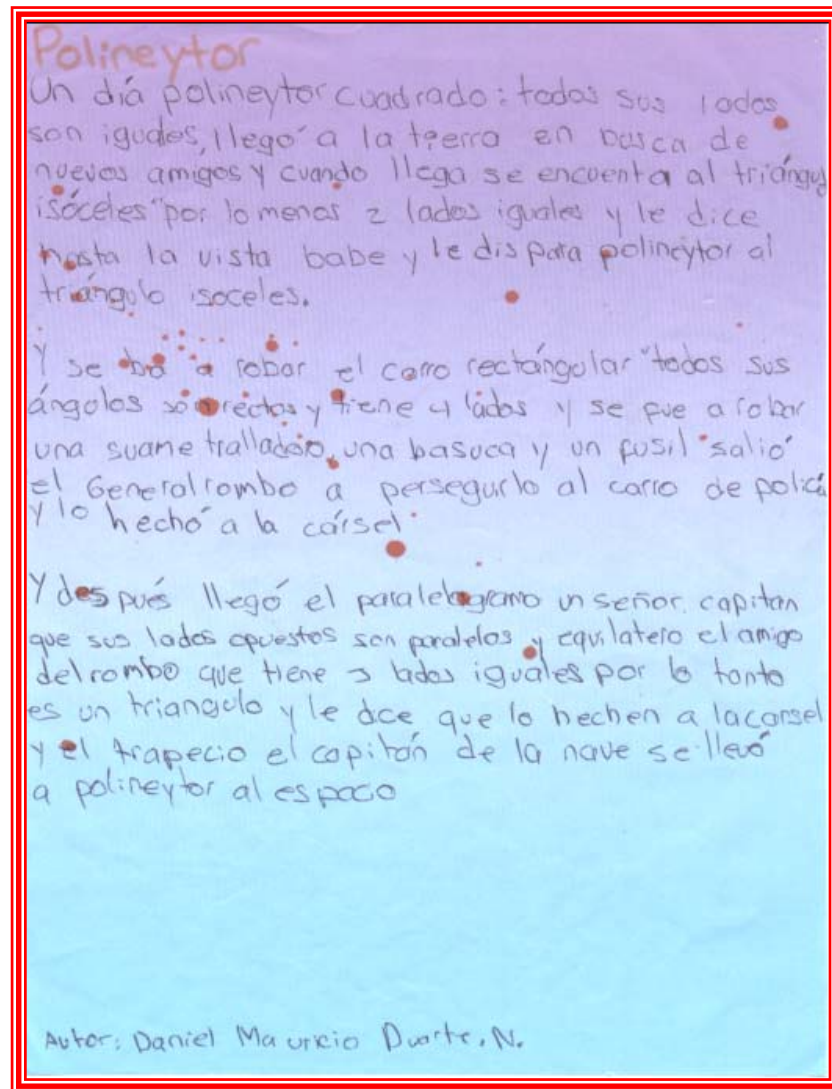 Polineytor
Un día polineytor cuadrado: todos sus lados
son iguales, llegó a la tierra en busca de
nuevos amigos y cuando llega se encuenta al triángu
isóceles "por lo menos 2 lados iguales y le dice
hasta la vista babe y le dispara polineytor al
triángulo isoceles.
Y se ba a robar el carro rectángular "todos sus
ángolos son rectos y tiene 4 lados y se fue a robar
una suame tralladora, una basuca y un fusil "salió
el General rombo a perseguirlo al carro de policía
y lo hechó a la cársel.
Y después llegó el paralelogramo un señor capitan
que sus lados opuestos son paralelos y equilatero el amigo
del rombo que tiene 3 lados iguales por lo tanto
es un triangulo y le dce que lo hechen a la carsel
y el trapecio el capitán de la nave se llevó
a polineytor al espaco
Autor: Daniel Mauricio Duarte. N.